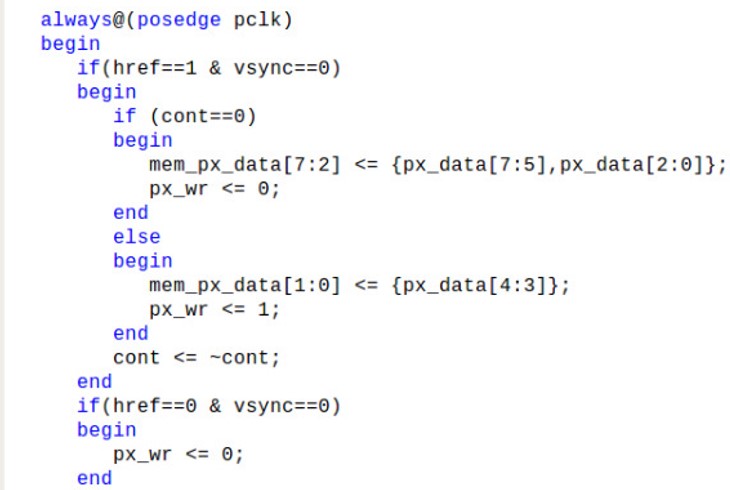 always@(posedge pclk)
begin
if(href==1 & vsync==0)
begin
if (cont==0)
begin
mem_px_data[7:2] <= {px_data[7:5],px_data[2:0]};
px_wr <= 0;
end
else
begin
mem_px_data[1:0] <= {px_data[4:3]};
px_wr <= 1;
end
cont <= ~cont;
end
if(href==0 & vsync==0)
begin
px_wr <= 0;
end